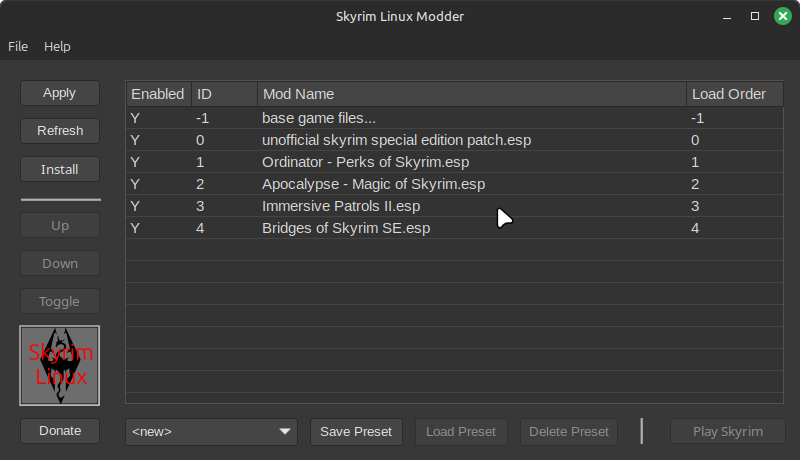 Skyrim Linux Modder
File Help
Apply
Refresh
Install
Up
Down
Toggle
Skyrim
Linux
Donate
Enabled ID Mod Name Load Order
Y -1 base game files... -1
Y 0 unofficial skyrim special edition patch.esp 0
Y 1 Ordinator - Perks of Skyrim.esp 1
Y 2 Apocalypse - Magic of Skyrim.esp 2
Y 3 Immersive Patrols II.esp 3
Y 4 Bridges of Skyrim SE.esp 4
<new> Save Preset Load Preset Delete Preset Play Skyrim